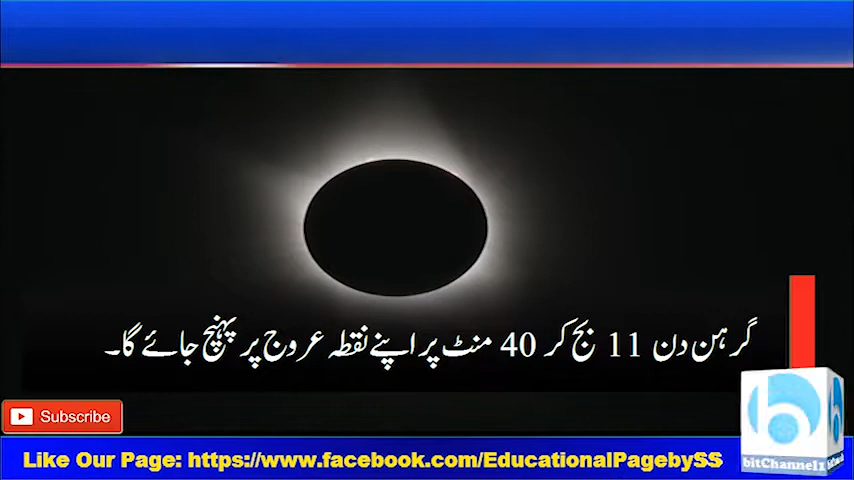 گرہن دن 11 بج کر 40 منٹ پر اپنے نقطہ عروج پر پہنچ جائے گا۔
Subscribe
Like Our Page: https://www.facebook.com/EducationalPagebySS
bitChannelz